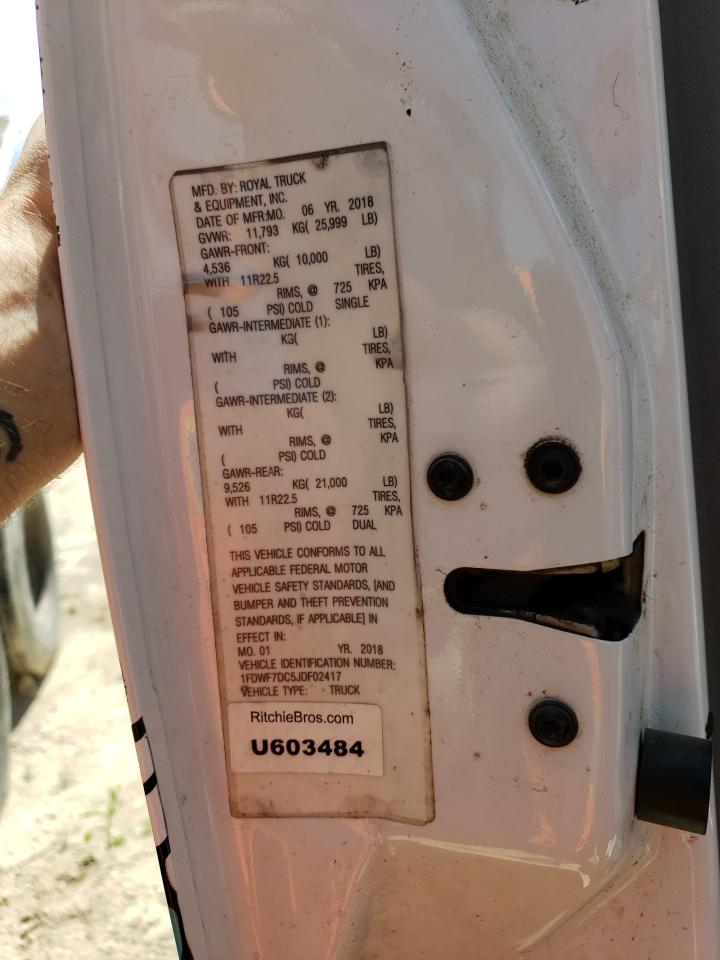 MFD. BY: ROYAL TRUCK
& EQUIPMENT, INC.
DATE OF MFR:MO. 06 YR. 2018
GVWR: 11,793 KG( 25,999 LB)
GAWR-FRONT:
4,536 KG( 10,000 LB)
WITH 11R22.5 TIRES,
RIMS, @ 725 KPA
( 105 PSI) COLD SINGLE
GAWR-INTERMEDIATE (1):
KG( LB)
WITH TIRES,
RIMS, @ KPA
( PSI) COLD
GAWR-INTERMEDIATE (2):
KG( LB)
WITH TIRES,
RIMS, @ KPA
( PSI) COLD
GAWR-REAR:
9,526 KG( 21,000 LB)
WITH 11R22.5 TIRES,
RIMS, @ 725 KPA
( 105 PSI) COLD DUAL
THIS VEHICLE CONFORMS TO ALL
APPLICABLE FEDERAL MOTOR
VEHICLE SAFETY STANDARDS, [AND
BUMPER AND THEFT PREVENTION
STANDARDS, IF APPLICABLE] IN
EFFECT IN:
MO. 01 YR. 2018
VEHICLE IDENTIFICATION NUMBER:
1FDWF7DC5JDF02417
VEHICLE TYPE: TRUCK
RitchieBros.com
U603484